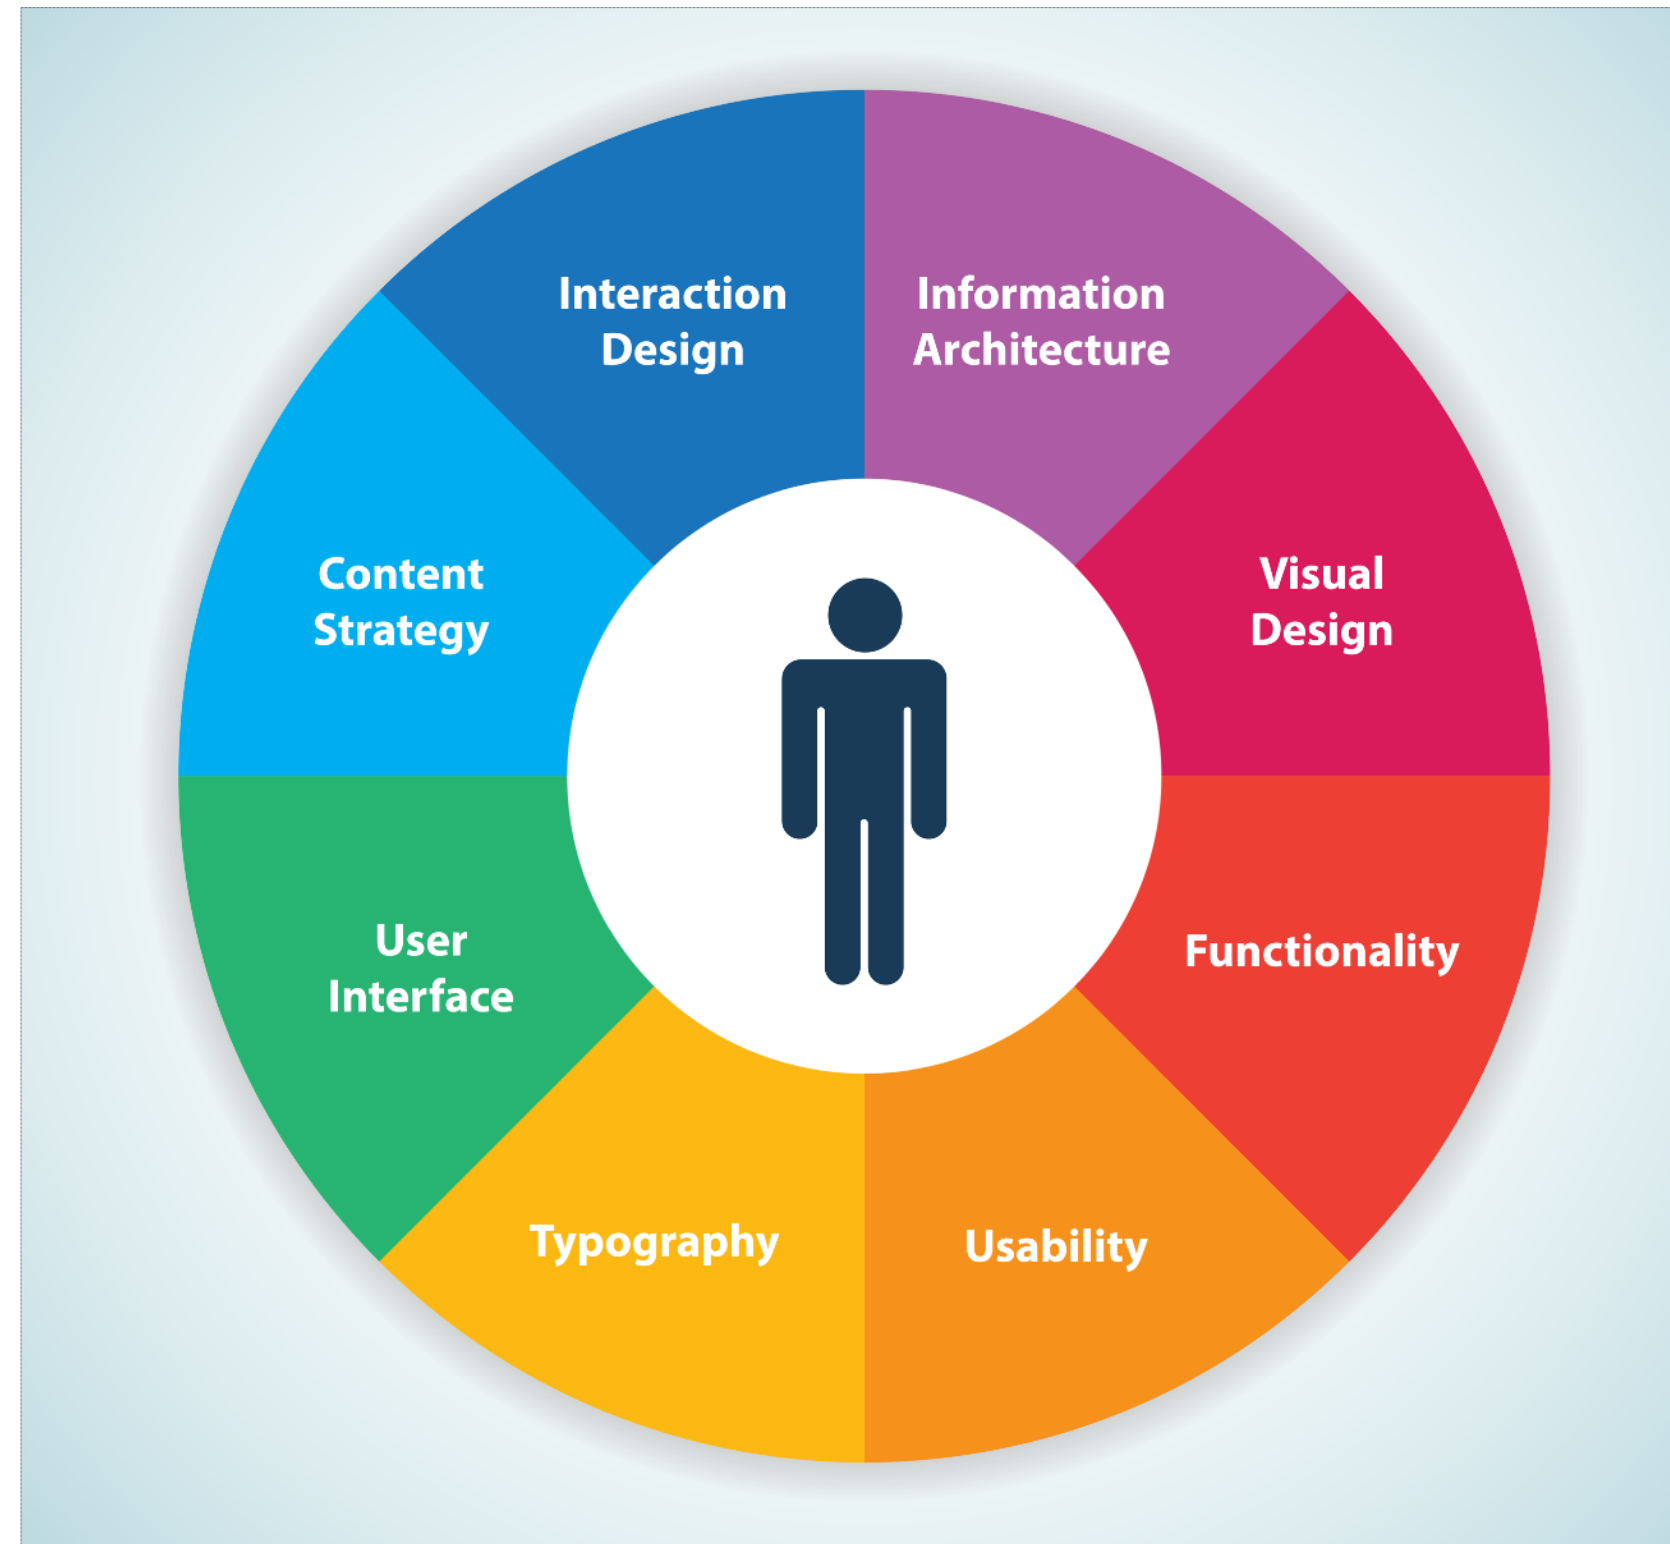 Interaction
Design
Information
Architecture
Visual
Design
Functionality
Usability
Typography
User
Interface
Content
Strategy